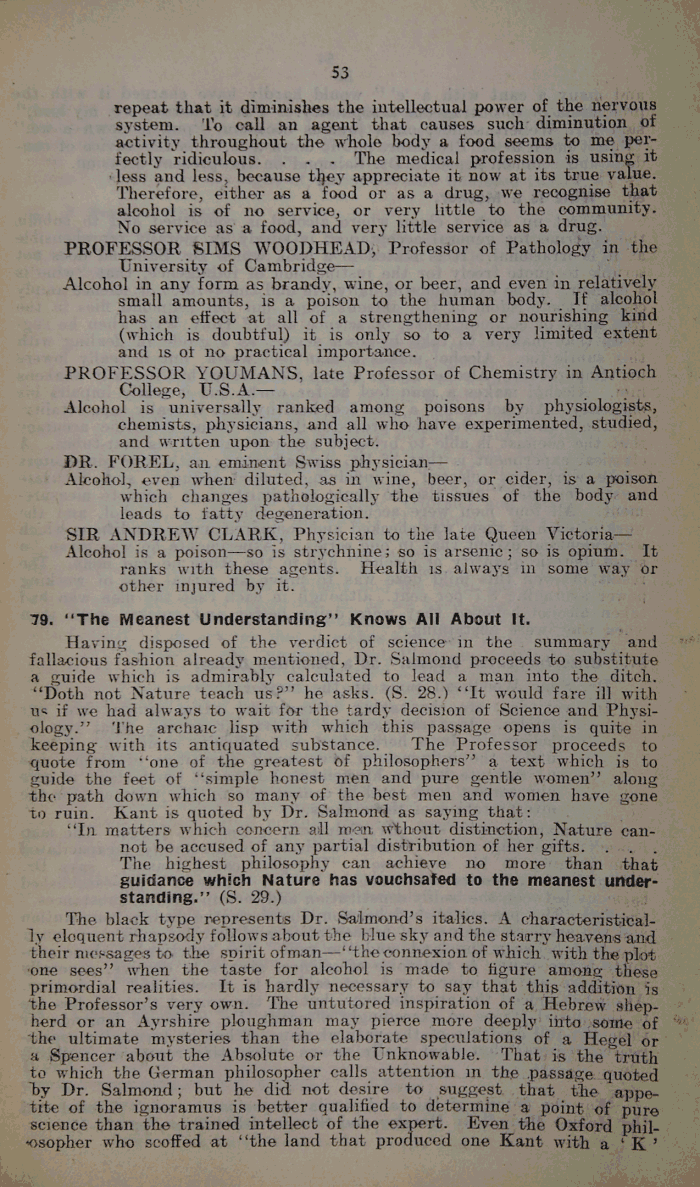 53
repeat that it diminishes the intellectual power of the nervous
system. To call an agent that causes such diminution of
activity throughout the whole body a food seems to me per-
fectly ridiculous. . . . The medical profession is using it
less and less, because they appreciate it now at its true value.
Therefore, either as a food or as a drug, we recognise that
alcohol is of no service, or very little to the community.
No service as a food, and very little service as a drug.
PROFESSOR SIMS WOODHEAD, Professor of Pathology in the
University of Cambridge—
Alcohol in any form as brandy, wine, or beer, and even in relatively
small amounts, is a poison to the human body. If alcohol
has an effect at all of a strengthening or nourishing kind
(which is doubtful) it is only so to a very limited extent
and is of no practical importance.
PROFESSOR YOUMANS, late Professor of Chemistry in Antioch
College, U.S.A.—
Alcohol is universally ranked among poisons by physiologists,
chemists, physicians, and all who have experimented, studied,
and written upon the subject.
DR. FOREL, an eminent Swiss physician—
Alcohol, even when diluted, as in wine, beer, or cider, is a poison
which changes pathologically the tissues of the body and
leads to fatty degeneration.
SIR ANDREW CLARK, Physician to the late Queen Victoria—
Alcohol is a poison—so is strychnine; so is arsenic; so is opium. It
ranks with these agents. Health is always in some way or
other injured by it.
79. "The Meanest Understanding" Knows All About It.
Having disposed of the verdict of science in the summary and
fallacious fashion already mentioned, Dr. Salmond proceeds to substitute
a guide which is admirably calculated to lead a man into the ditch.
"Doth not Nature teach us?" he asks. (S. 28.) "It would fare ill with
us if we had always to wait for the tardy decision of Science and Physi-
ology." The archaic lisp with which this passage opens is quite in
keeping with its antiquated substance. The Professor proceeds to
quote from "one of the greatest of philosophers" a text which is to
guide the feet of "simple honest men and pure gentle women" along
the path down which so many of the best men and women have gone
to ruin. Kant is quoted by Dr. Salmond as saying that:
"In matters which concern all men without distinction, Nature can-
not be accused of any partial distribution of her gifts. . . .
The highest philosophy can achieve no more than that
guidance which Nature has vouchsafed to the meanest under-
standing." (S. 29.)
The black type represents Dr. Salmond's italics. A characteristical-
ly eloquent rhapsody follows about the blue sky and the starry heavens and
their messages to the spirit of man—"the connexion of which with the plot
one sees" when the taste for alcohol is made to figure among these
primordial realities. It is hardly necessary to say that this addition is
the Professor's very own. The untutored inspiration of a Hebrew shep-
herd or an Ayrshire ploughman may pierce more deeply into some of
the ultimate mysteries than the elaborate speculations of a Hegel or
a Spencer about the Absolute or the Unknowable. That is the truth
to which the German philosopher calls attention in the passage quoted
by Dr. Salmond; but he did not desire to suggest that the appe-
tite of the ignoramus is better qualified to determine a point of pure
science than the trained intellect of the expert. Even the Oxford phil-
osopher who scoffed at "the land that produced one Kant with a 'K'